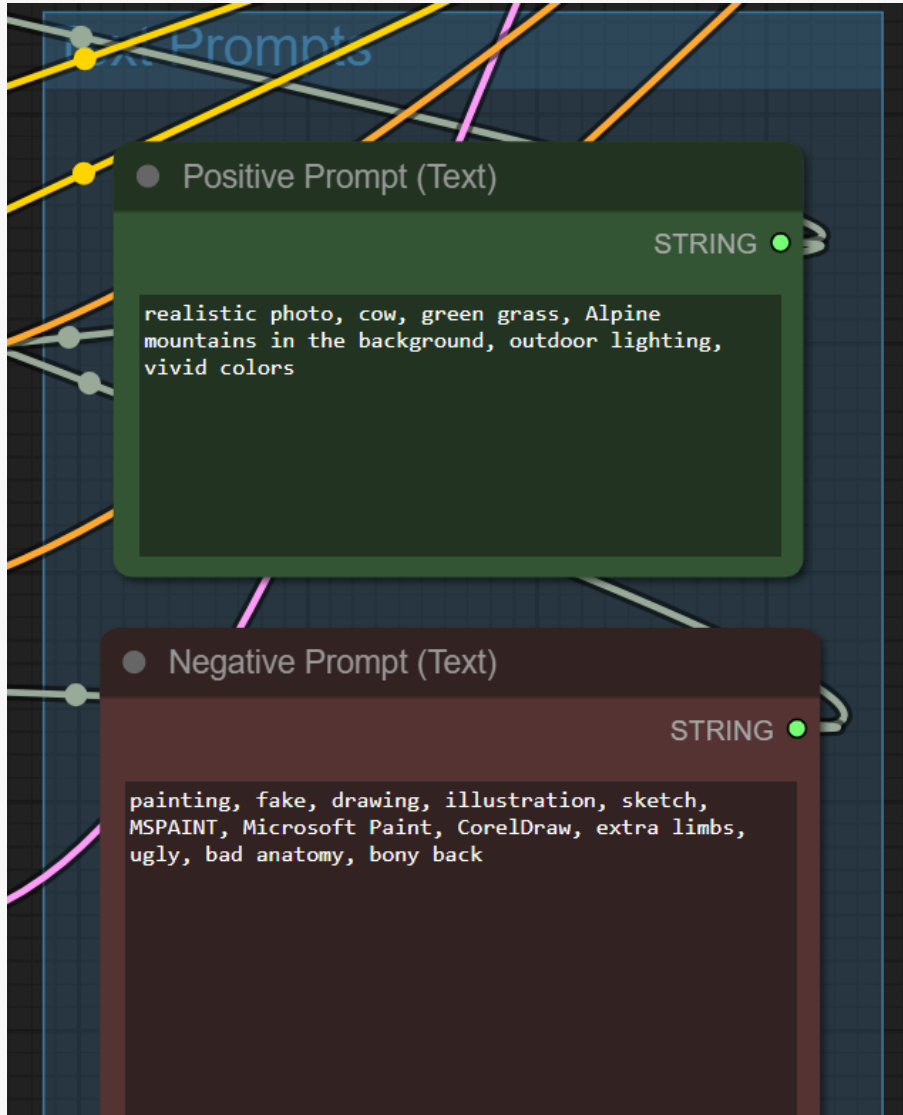 Text Prompts
Positive Prompt (Text)
STRING
realistic photo, cow, green grass, Alpine
mountains in the background, outdoor lighting,
vivid colors
Negative Prompt (Text)
STRING
painting, fake, drawing, illustration, sketch,
MSPAINT, Microsoft Paint, CorelDraw, extra limbs,
ugly, bad anatomy, bony back